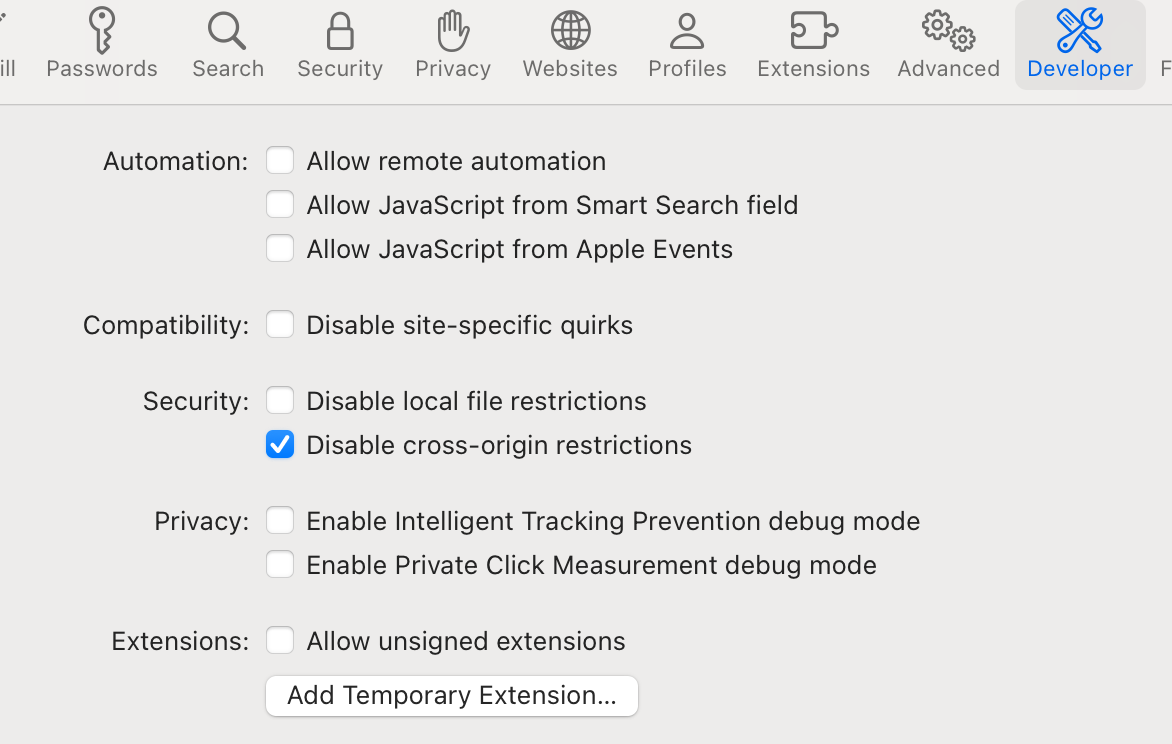 ill Passwords Search Security Privacy Websites Profiles Extensions Advanced Developer F
Automation: Allow remote automation
Allow JavaScript from Smart Search field
Allow JavaScript from Apple Events
Compatibility: Disable site-specific quirks
Security: Disable local file restrictions
Disable cross-origin restrictions
Privacy: Enable Intelligent Tracking Prevention debug mode
Enable Private Click Measurement debug mode
Extensions: Allow unsigned extensions
Add Temporary Extension...